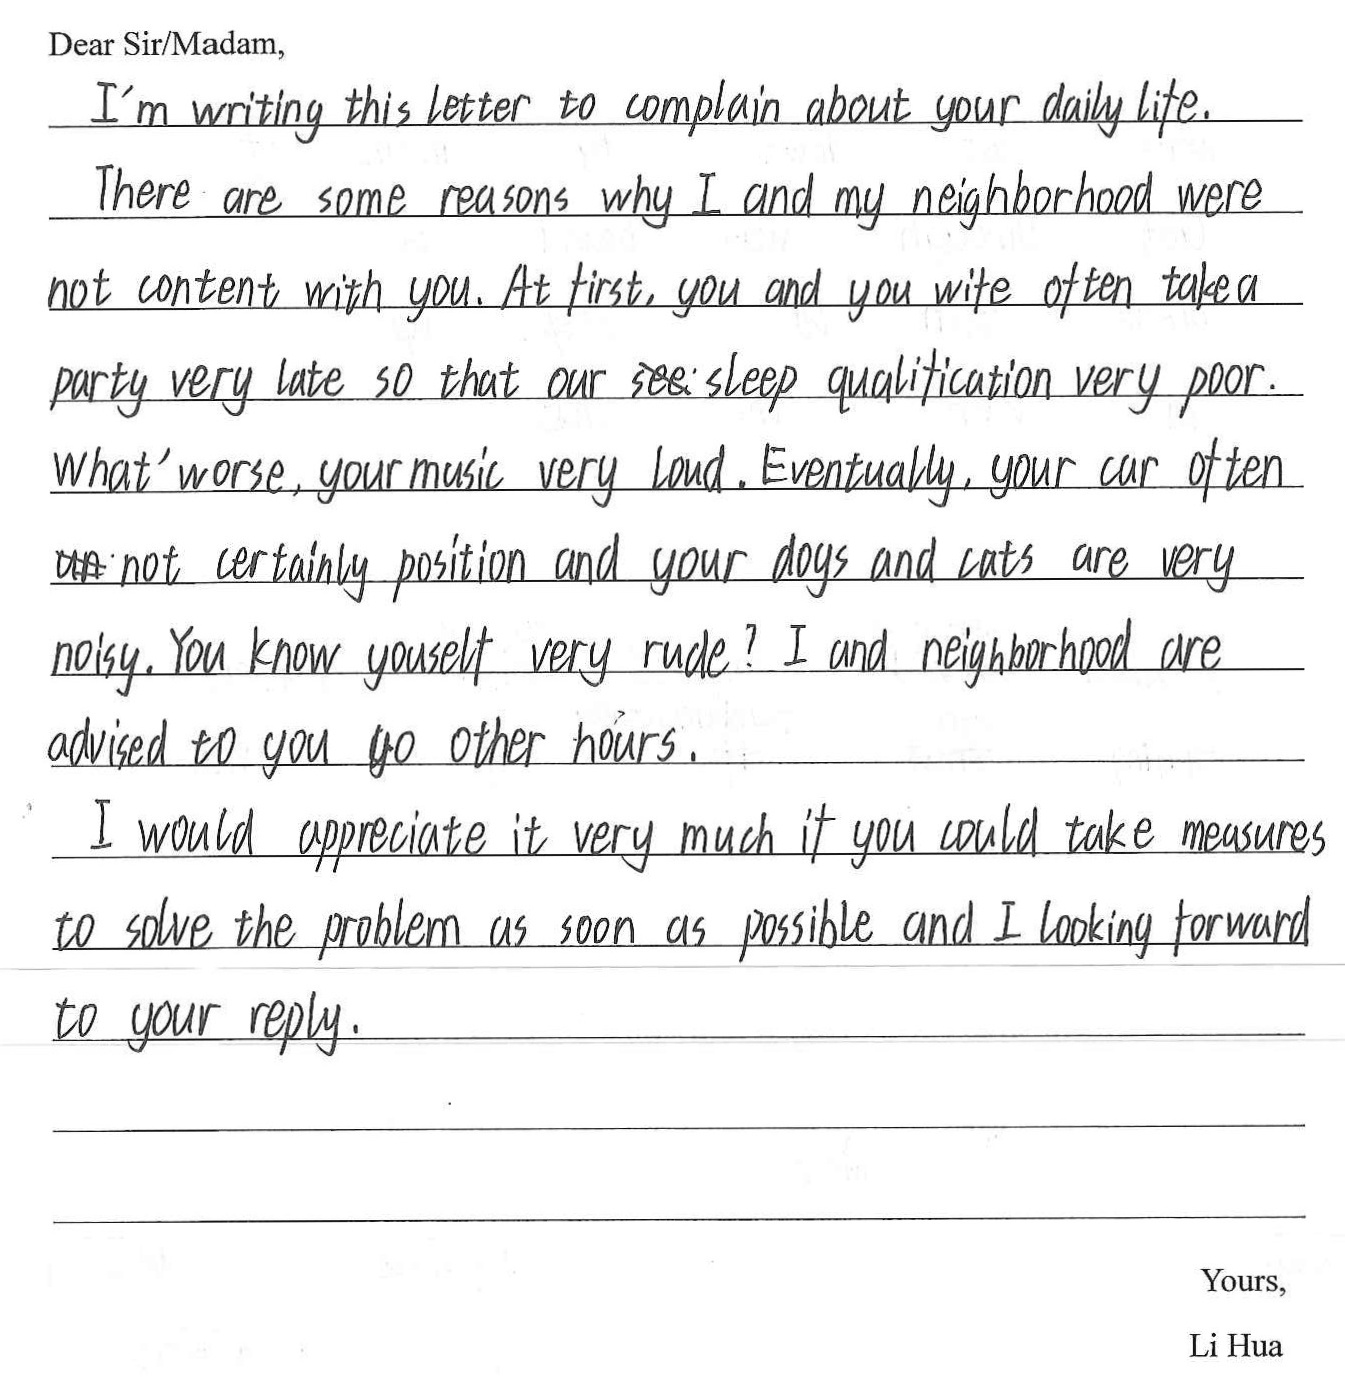 Dear Sir/Madam,
I'm writing this letter to complain about your daily life.
There are some reasons why I and my neighborhood were
not content with you. At first, you and you wife often take a
party very late so that our see sleep qualification very poor.
What' worse, your music very loud. Eventually, your car often
not certainly position and your dogs and cats are very
noisy. You know youself very rude? I and neighborhood are
advised to you go other hours.
I would appreciate it very much if you could take measures
to solve the problem as soon as possible and I looking forward
to your reply.
Yours,
Li Hua